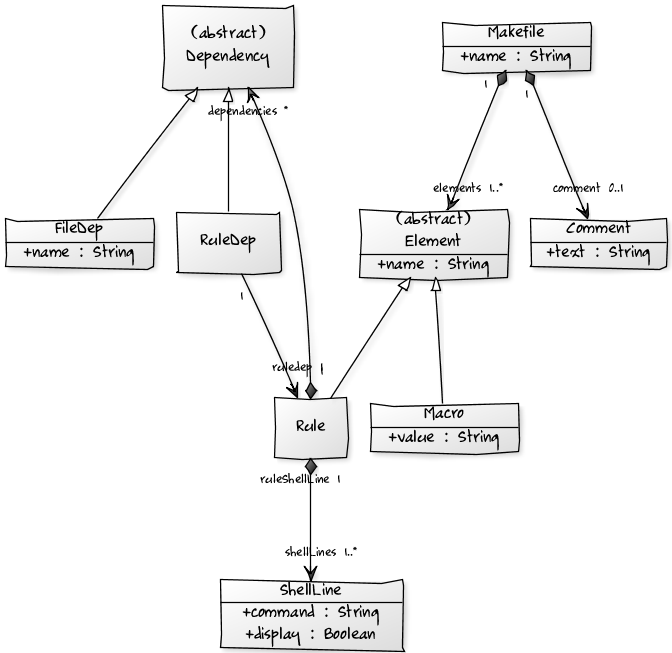 (abstract)
Dependency
Makefile
+name : String
1
1
dependencies *
elements 1..*
comment 0..1
FileDep
+name : String
RuleDep
(abstract)
Element
+name : String
Comment
+text : String
1
ruledep 1
Rule
Macro
+value : String
ruleShellLine 1
shellLines 1..*
ShellLine
+command : String
+display : Boolean